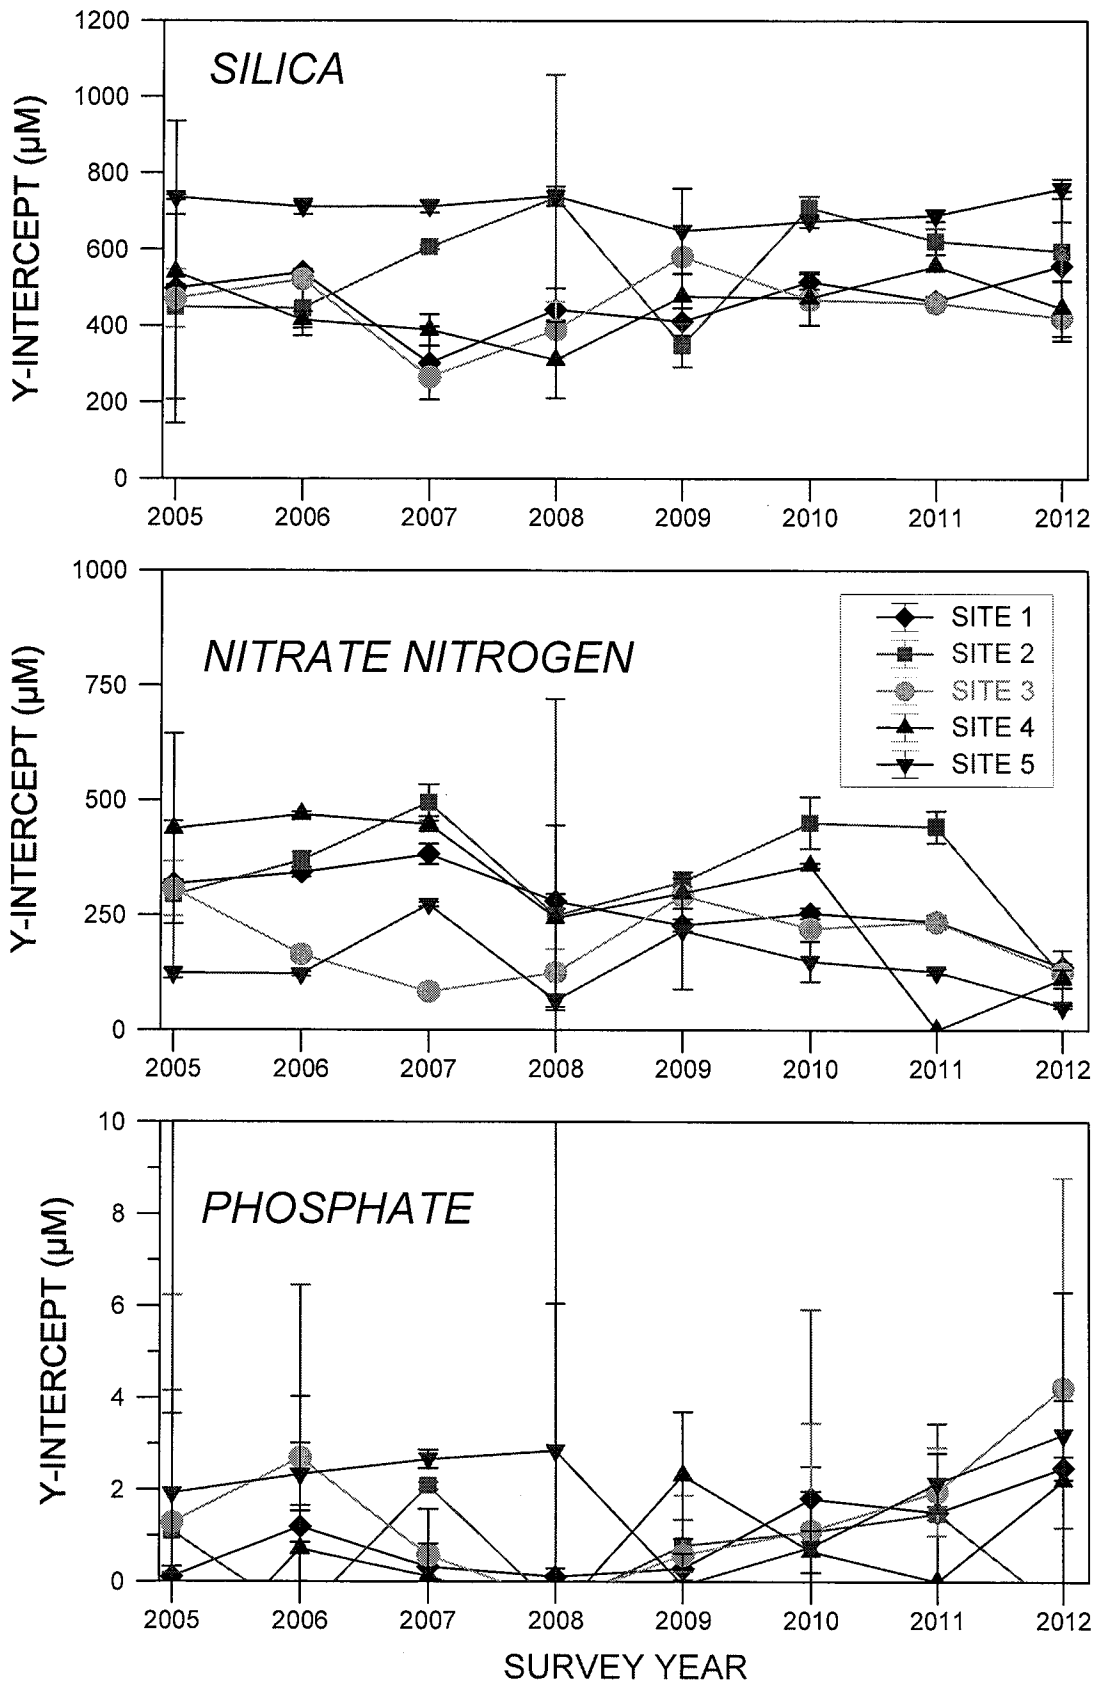 SILICA
Y-INTERCEPT (µM)
1200
1000
800
600
400
200
0
2005 2006 2007 2008 2009 2010 2011 2012
NITRATE NITROGEN
Y-INTERCEPT (µM)
1000
750
500
250
0
SITE 1
SITE 2
SITE 3
SITE 4
SITE 5
2005 2006 2007 2008 2009 2010 2011 2012
PHOSPHATE
Y-INTERCEPT (µM)
10
8
6
4
2
0
2005 2006 2007 2008 2009 2010 2011 2012
SURVEY YEAR